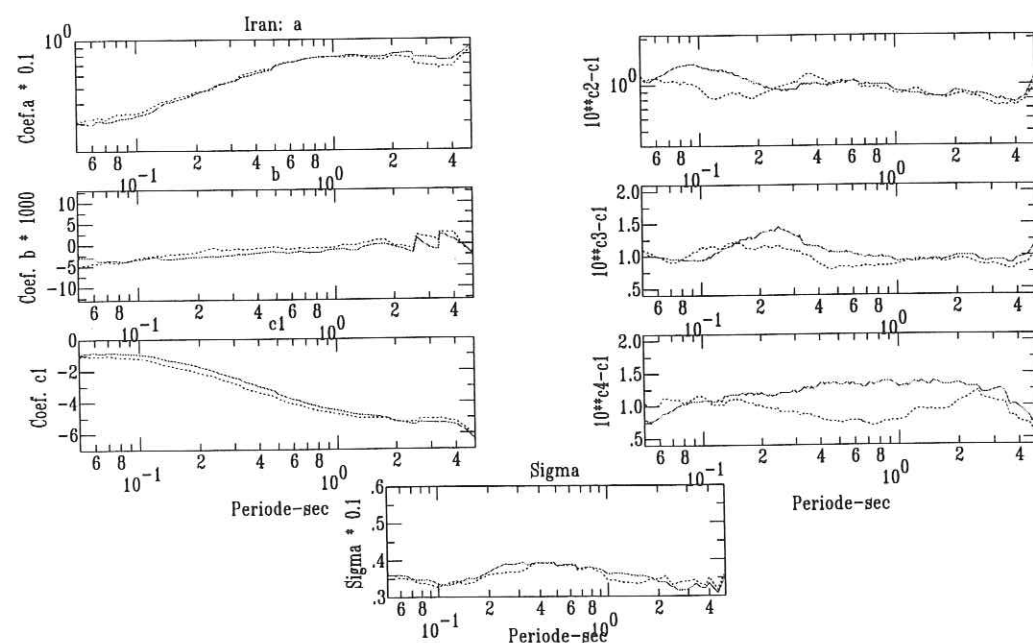 Iran: a
10^0
Coef.a * 0.1
6 8 2 4 6 8 2 4
10^-1 10^0
b
10
5
0
-5
-10
Coef. b * 1000
6 8 2 4 6 8 2 4
10^-1 10^0
c1
0
-2
-4
-6
Coef. c1
6 8 2 4 6 8 2 4
10^-1 10^0
Periode-sec
10^0
10**c2-c1
6 8 2 4 6 8 2 4
10^-1 10^0
2.0
1.5
1.0
.5
10**c3-c1
6 8 2 4 6 8 2 4
10^-1 10^0
2.0
1.5
1.0
.5
10**c4-c1
6 8 2 4 6 8 2 4
10^-1 10^0
Periode-sec
Sigma
.6
.5
.4
.3
Sigma * 0.1
6 8 2 4 6 8 2 4
10^-1 10^0
Periode-sec